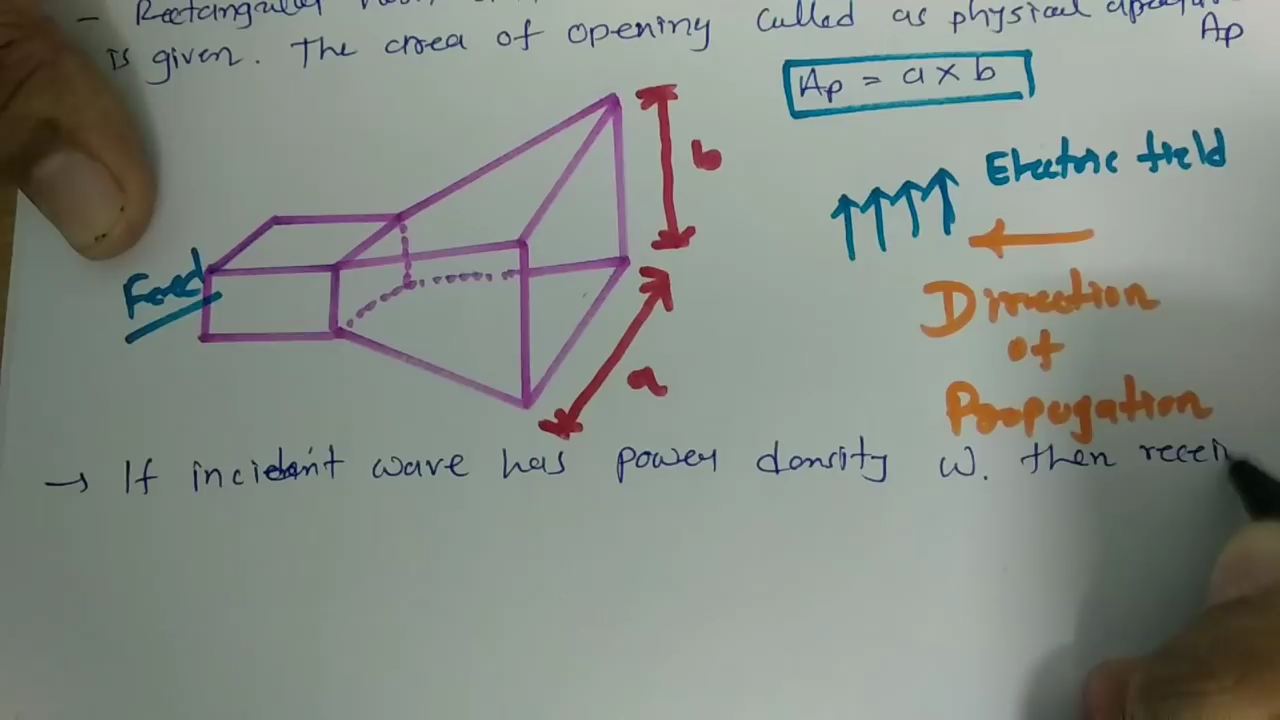 - Rectangular
is given. The area of opening called as physical
Ap
Ap = a x b
b
Electric field
Feed
Direction
of
Propogation
a
→ If incident wave has power density W. then recei